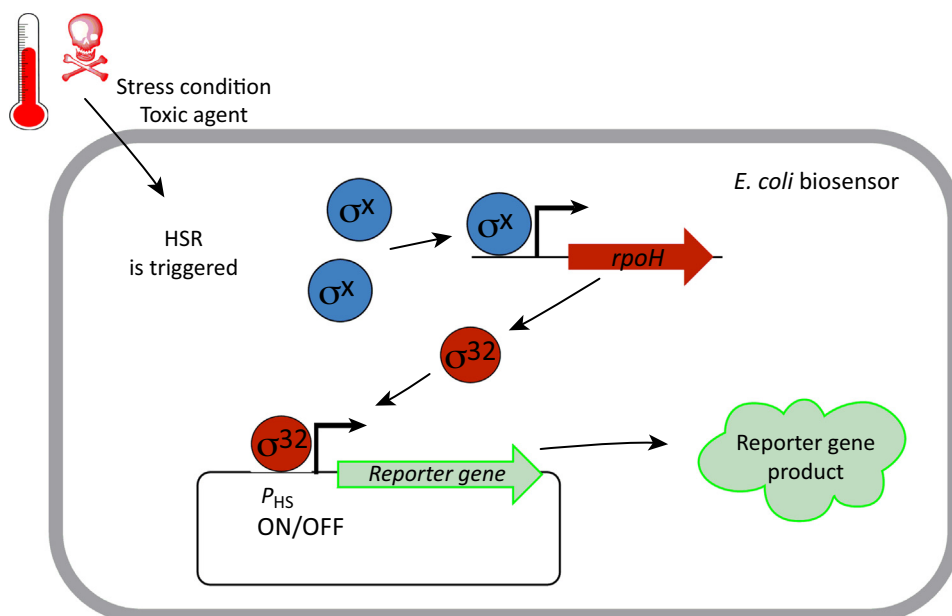 Stress condition
Toxic agent
E. coli biosensor
HSR
is triggered
σˣ
σˣ
σˣ
rpoH
σ³²
σ³²
Reporter gene
P_HS
ON/OFF
Reporter gene
product